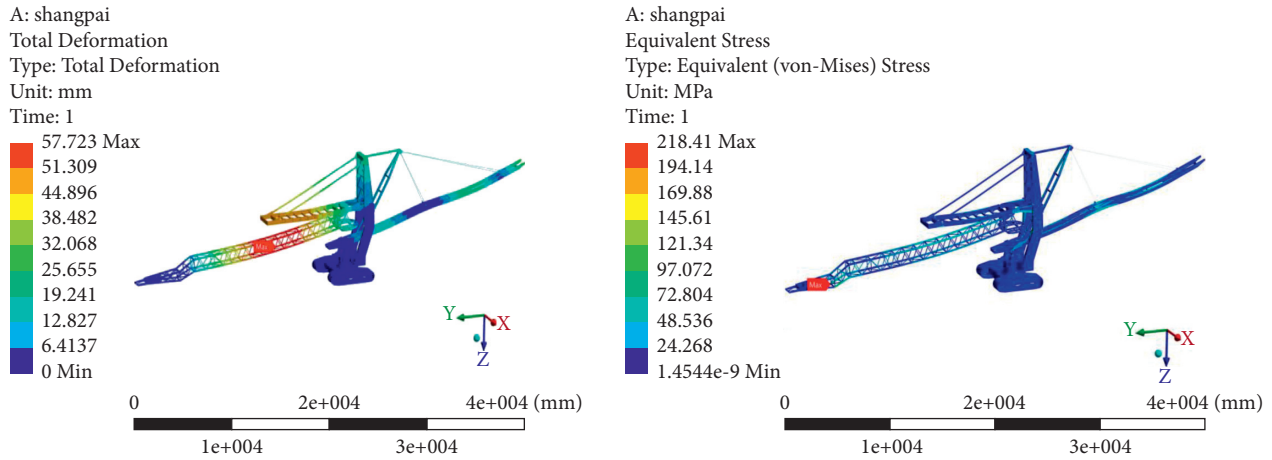 A: shangpai
Total Deformation
Type: Total Deformation
Unit: mm
Time: 1
57.723 Max
51.309
44.896
38.482
32.068
25.655
19.241
12.827
6.4137
0 Min
Max
Y
X
Z
0
2e+004
4e+004 (mm)
1e+004
3e+004
A: shangpai
Equivalent Stress
Type: Equivalent (von-Mises) Stress
Unit: MPa
Time: 1
218.41 Max
194.14
169.88
145.61
121.34
97.072
72.804
48.536
24.268
1.4544e-9 Min
Max
Y
X
Z
0
2e+004
4e+004 (mm)
1e+004
3e+004